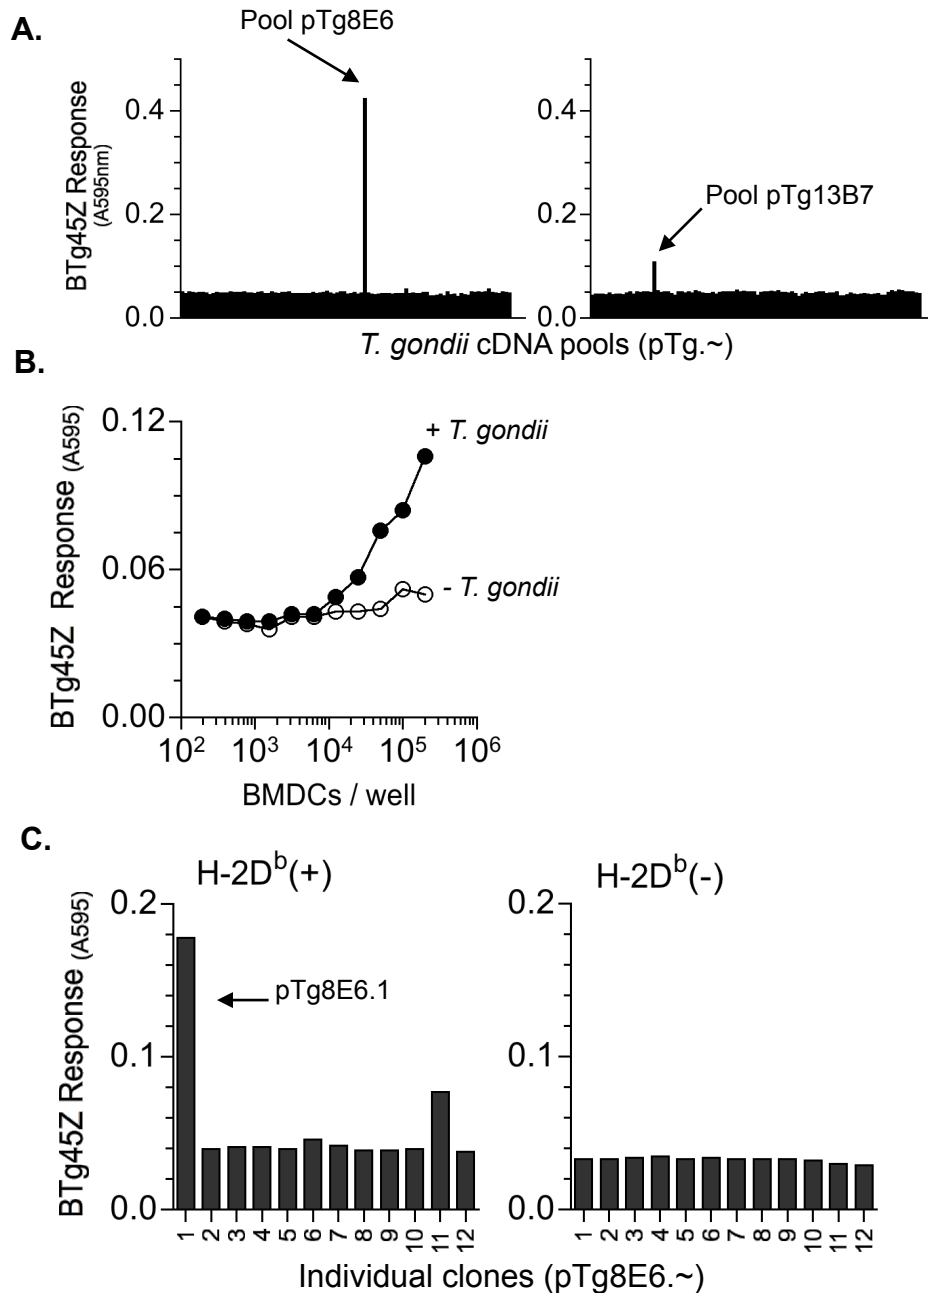 A.
Pool pTg8E6
BTg45Z Response
(A595nm)
0.4
0.2
0.0
0.4
0.2
0.0
Pool pTg13B7
T. gondii cDNA pools (pTg.~)
B.
BTg45Z Response (A595)
0.12
0.06
0.00
+ T. gondii
- T. gondii
10² 10³ 10⁴ 10⁵ 10⁶
BMDCs / well
C.
H-2Dᵇ(+)
H-2Dᵇ(-)
BTg45Z Response (A595)
0.2
0.1
0.0
pTg8E6.1
0.2
0.1
0.0
1 2 3 4 5 6 7 8 9 10 11 12
1 2 3 4 5 6 7 8 9 10 11 12
Individual clones (pTg8E6.~)